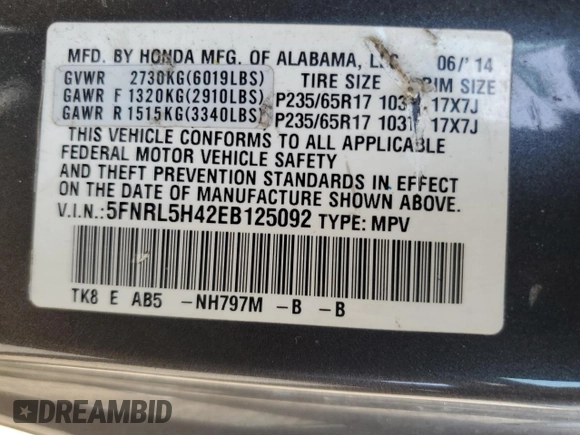 MFD. BY HONDA MFG. OF ALABAMA, 06/14
GVWR 2730KG(6019LBS) TIRE SIZE RIM SIZE
GAWR F 1320KG(2910LBS) P235/65R17 103 17X7J
GAWR R 1515KG(3340LBS) P235/65R17 103 17X7J
THIS VEHICLE CONFORMS TO ALL APPLICABLE
FEDERAL MOTOR VEHICLE SAFETY
AND THEFT PREVENTION STANDARDS IN EFFECT
ON THE DATE OF MANUFACTURE SHOWN ABOVE.
V.I.N.:5FNRL5H42EB125092 TYPE: MPV
TK8 E AB5 -NH797M -B -B
DREAMBID